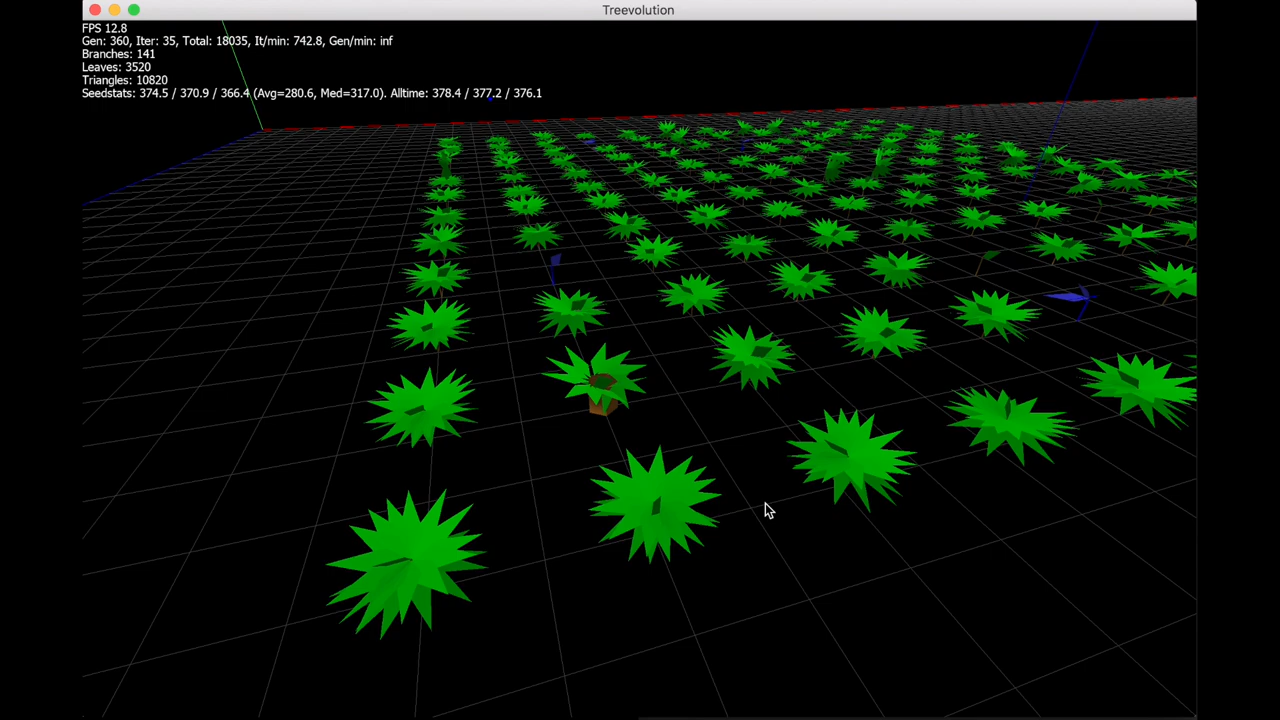 Treevolution
FPS 12.8
Gen: 360, Iter: 35, Total: 18035, It/min: 742.8, Gen/min: inf
Branches: 141
Leaves: 3520
Triangles: 10820
Seedstats: 374.5 / 370.9 / 366.4 (Avg=280.6, Med=317.0). Alltime: 378.4 / 377.2 / 376.1